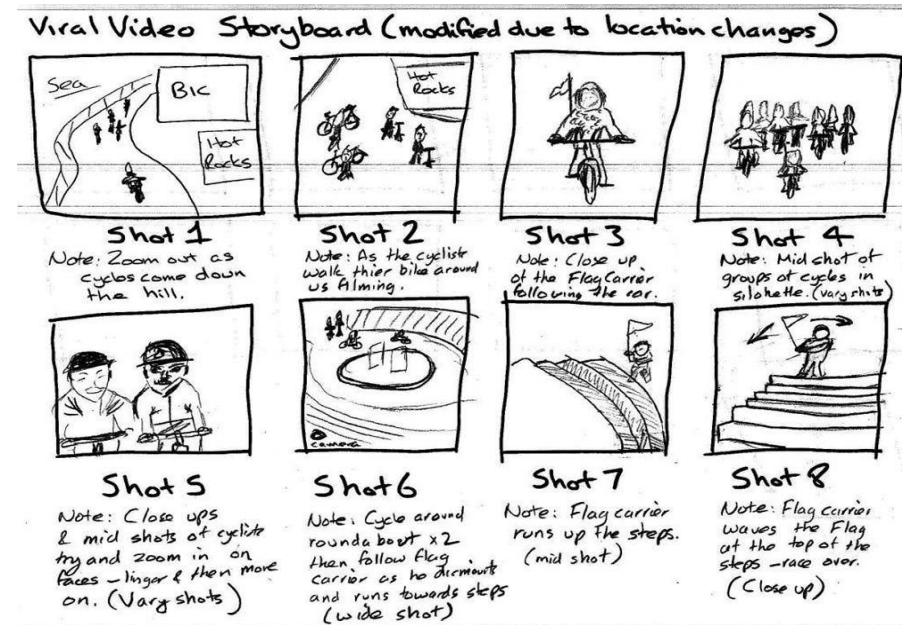 Viral Video Storyboard (modified due to location changes)
Sea
BIC
Hot
Rocks
Hot
Rocks
Shot 1
Note: Zoom out as
cycles come down
the hill.
Shot 2
Note: As the cyclists
walk thier bike around
us filming.
Shot 3
Note: Close up
of the Flag Carrier
following the car.
Shot 4
Note: Mid shot of
groups of cycles in
silohette. (vary shots)
camera
Shot 5
Note: Close ups
& mid shots of cyclists
try and zoom in on
faces - linger & then move
on. (Vary shots)
Shot 6
Note: Cycle around
roundabout x2
then follow flag
carrier as he dismounts
and runs towards steps
(wide shot)
Shot 7
Note: Flag carrier
runs up the steps.
(mid shot)
Shot 8
Note: Flag carrier
waves the Flag
at the top of the
steps - race over.
(Close up)